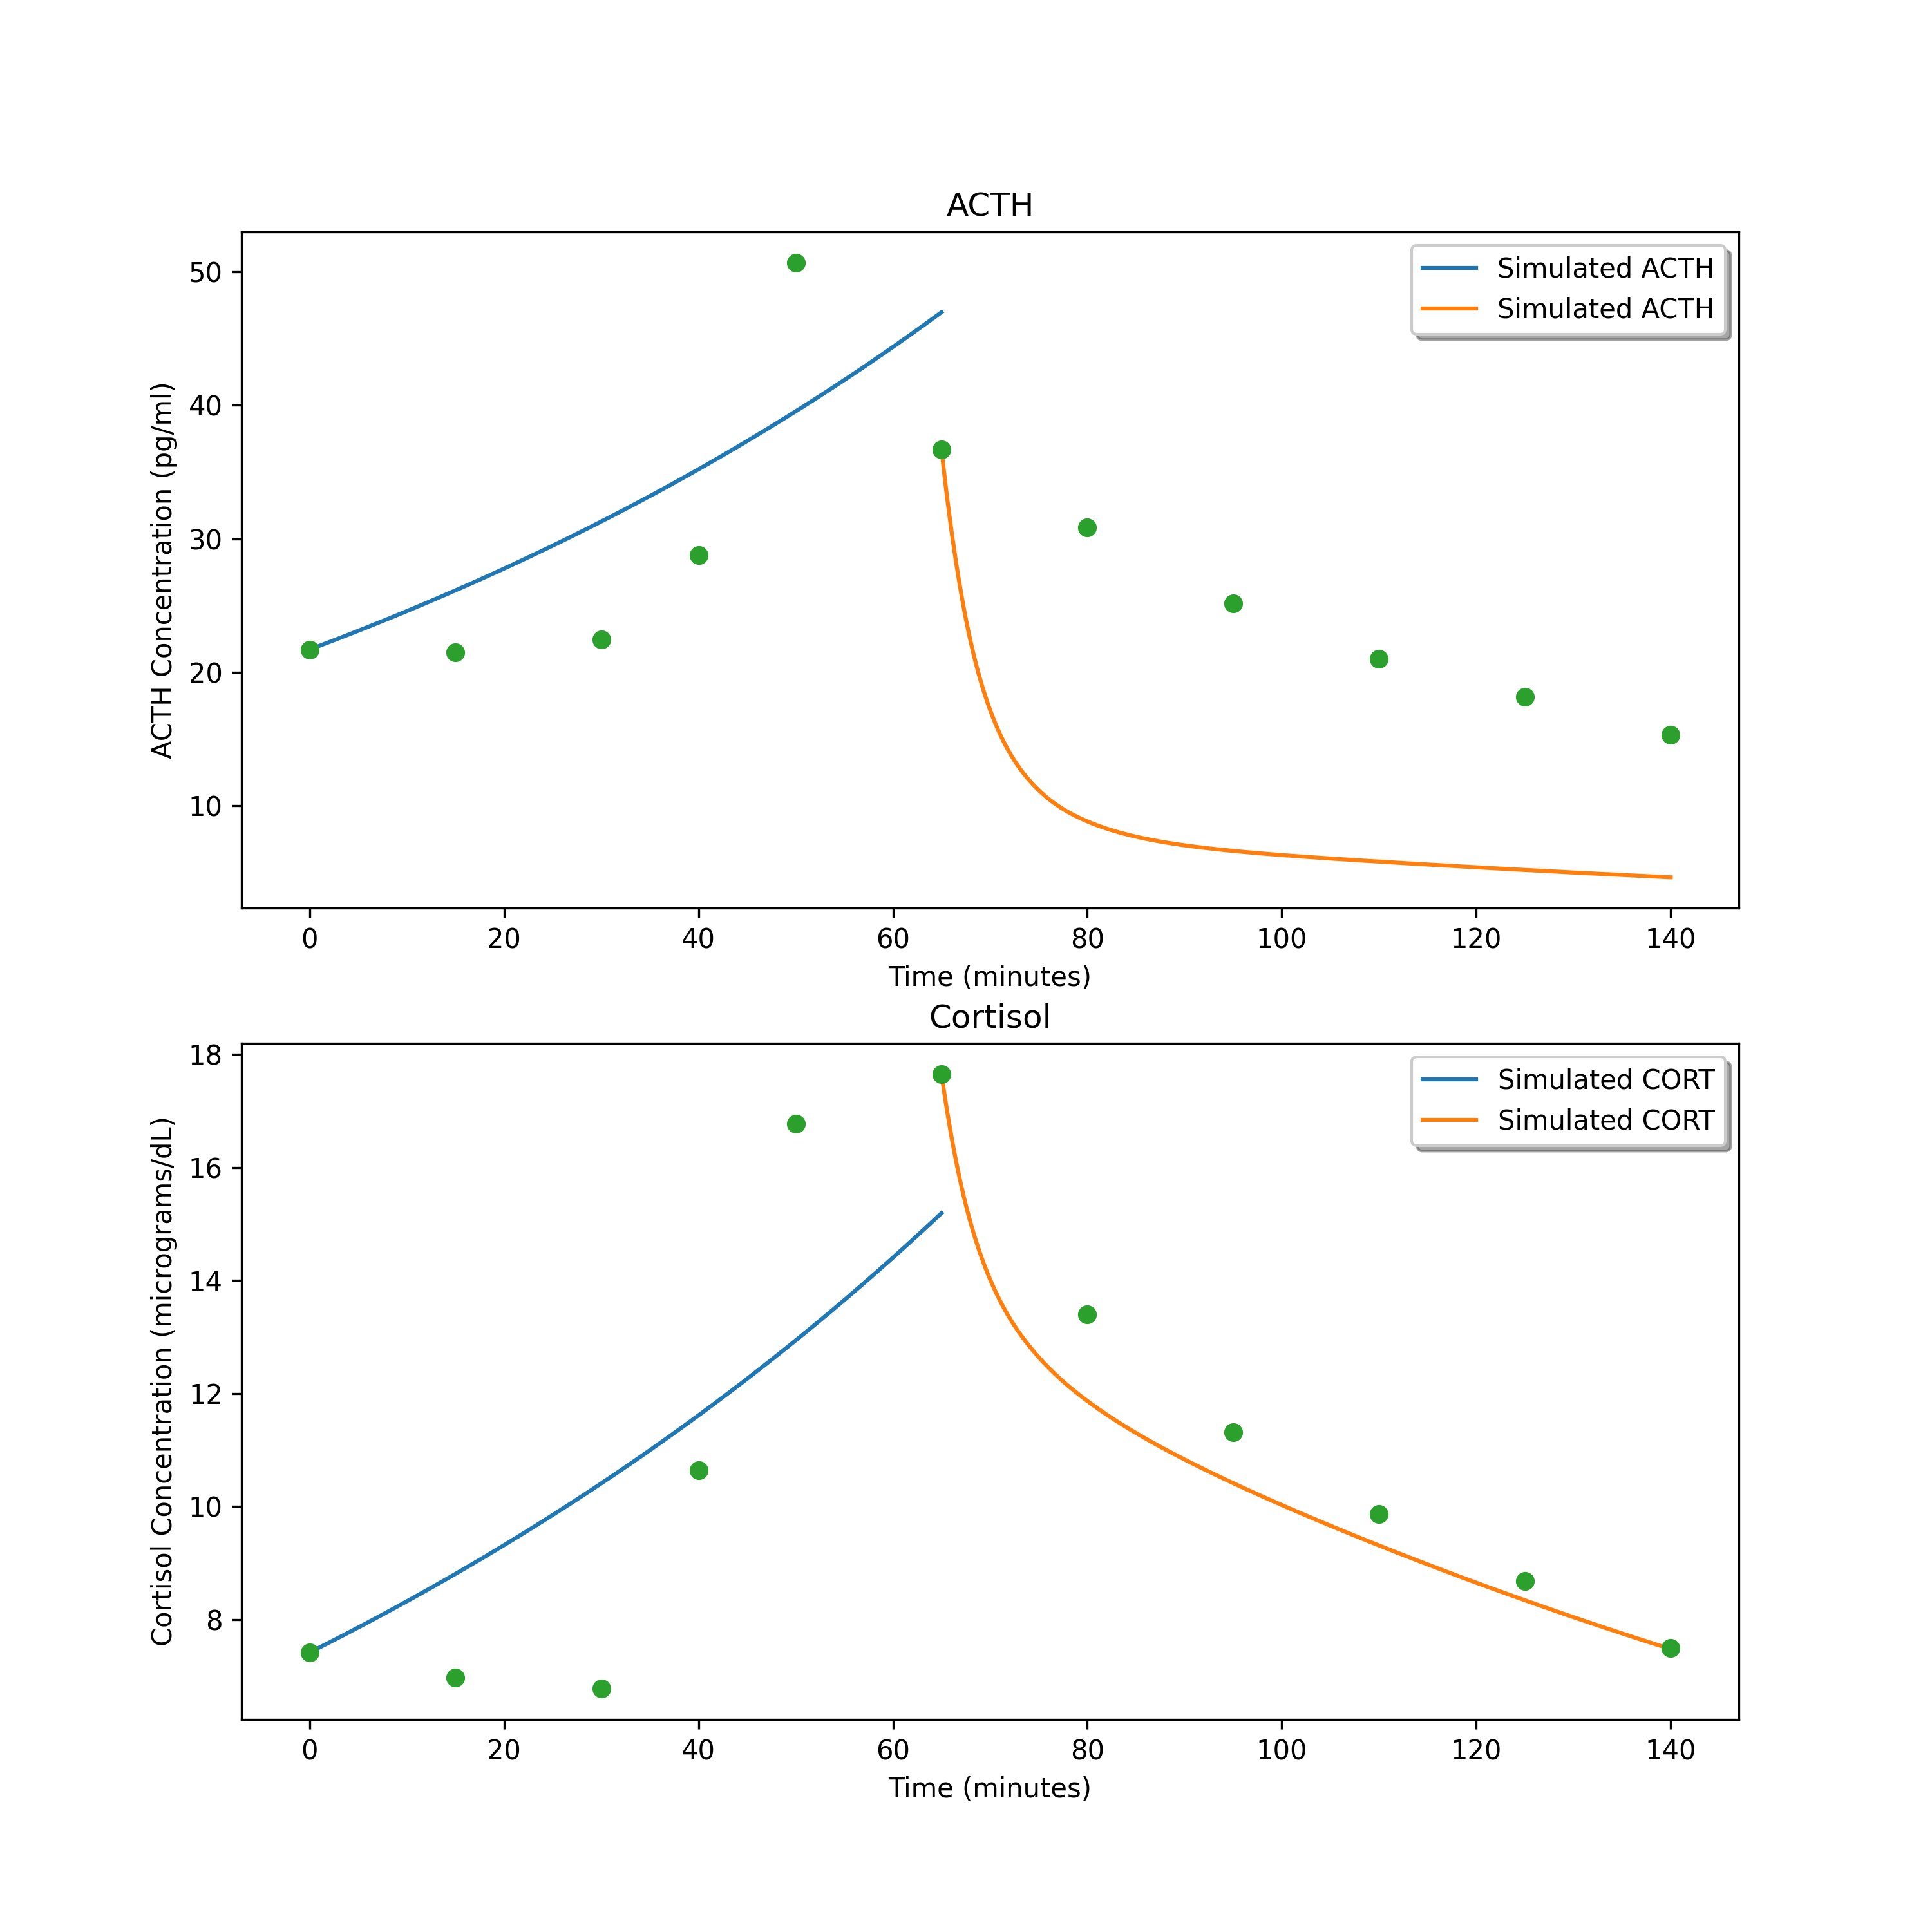 ACTH
Simulated ACTH
Simulated ACTH
ACTH Concentration (pg/ml)
50
40
30
20
10
0 20 40 60 80 100 120 140
Time (minutes)
Cortisol
Simulated CORT
Simulated CORT
Cortisol Concentration (micrograms/dL)
18
16
14
12
10
8
0 20 40 60 80 100 120 140
Time (minutes)